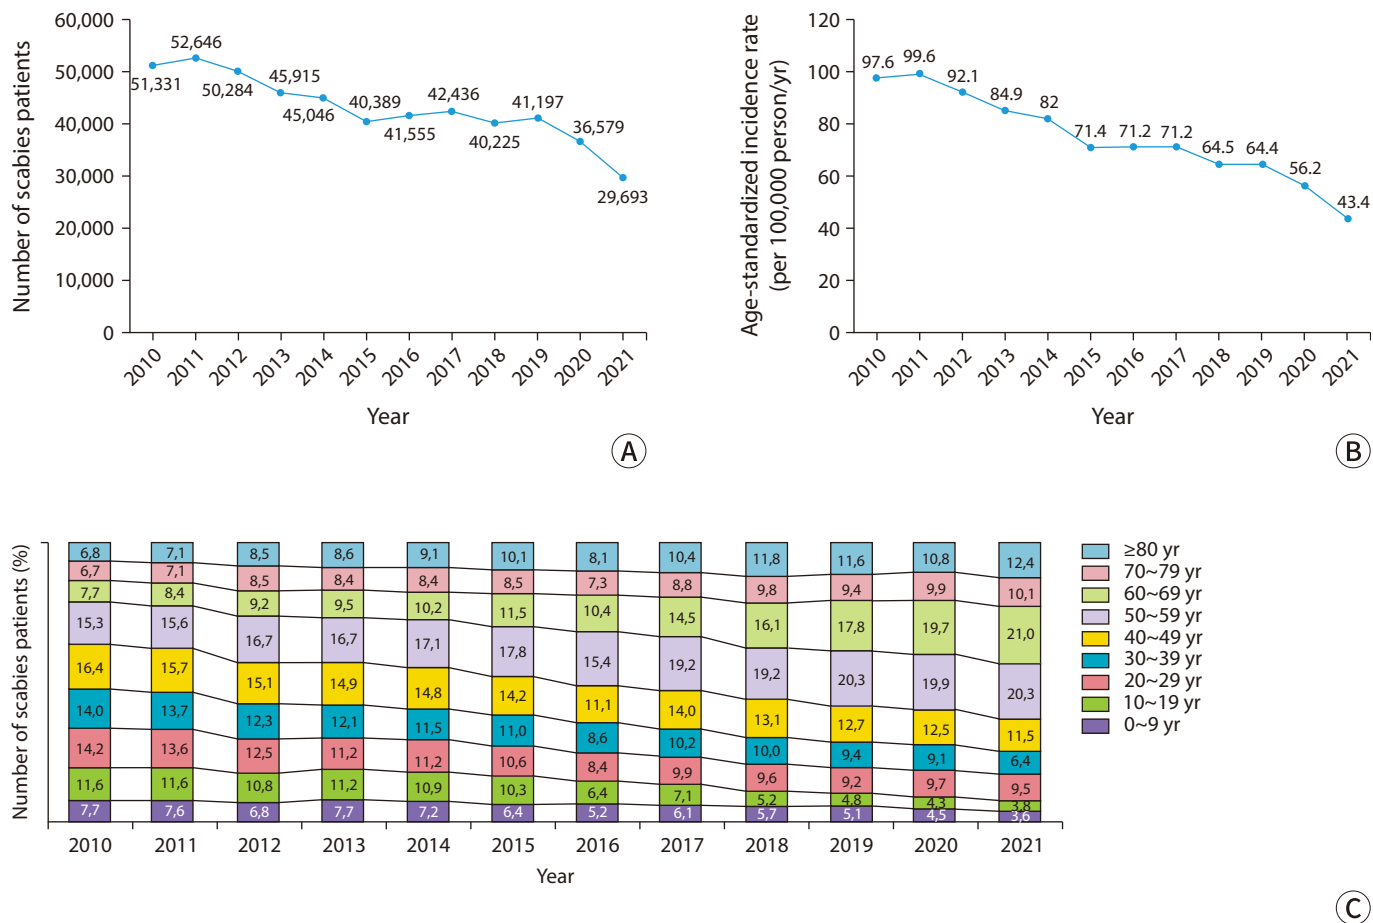 Number of scabies patients
60,000
50,000
40,000
30,000
20,000
10,000
0
51,331
52,646
50,284
45,915
45,046
40,389
41,555
42,436
40,225
41,197
36,579
29,693
2010 2011 2012 2013 2014 2015 2016 2017 2018 2019 2020 2021
Year
A
Age-standardized incidence rate
(per 100,000 person/yr)
120
100
80
60
40
20
0
97.6
99.6
92.1
84.9
82
71.4
71.2
71.2
64.5
64.4
56.2
43.4
2010 2011 2012 2013 2014 2015 2016 2017 2018 2019 2020 2021
Year
B
Number of scabies patients (%)
6,8 7,1 8,5 8,6 9,1 10,1 8,1 10,4 11,8 11,6 10,8 12,4
6,7 7,1 8,5 8,4 8,4 8,5 7,3 8,8 9,8 9,4 9,9 10,1
7,7 8,4 9,2 9,5 10,2 11,5 10,4 14,5 16,1 17,8 19,7 21,0
15,3 15,6 16,7 16,7 17,1 17,8 15,4 19,2 19,2 20,3 19,9 20,3
16,4 15,7 15,1 14,9 14,8 14,2 11,1 14,0 13,1 12,7 12,5 11,5
14,0 13,7 12,3 12,1 11,5 11,0 8,6 10,2 10,0 9,4 9,1 6,4
14,2 13,6 12,5 11,2 11,2 10,6 8,4 9,9 9,6 9,2 9,7 9,5
11,6 11,6 10,8 11,2 10,9 10,3 6,4 7,1 5,2 4,8 4,3 3,8
7,7 7,6 6,8 7,7 7,2 6,4 5,2 6,1 5,7 5,1 4,5 3,6
2010 2011 2012 2013 2014 2015 2016 2017 2018 2019 2020 2021
Year
≥80 yr
70~79 yr
60~69 yr
50~59 yr
40~49 yr
30~39 yr
20~29 yr
10~19 yr
0~9 yr
C